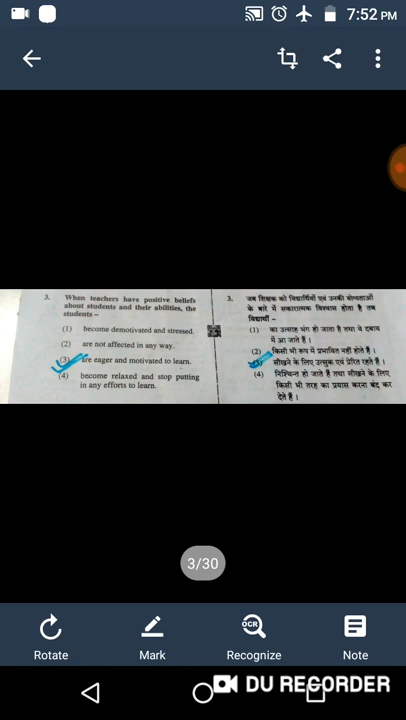 7:52 PM
3. When teachers have positive beliefs
about students and their abilities, the
students –
(1) become demotivated and stressed.
(2) are not affected in any way.
(3) are eager and motivated to learn.
(4) become relaxed and stop putting
in any efforts to learn.
3. जब शिक्षक को विद्यार्थियों एवं उनकी योग्यताओं
के बारे में सकारात्मक विश्वास होता है तब
विद्यार्थी –
(1) का उत्साह भंग हो जाता है तथा वे दबाव
में आ जाते हैं ।
(2) किसी भी रूप में प्रभावित नहीं होते हैं ।
(3) सीखने के लिए उत्सुक एवं प्रेरित रहते हैं ।
(4) निश्चिन्त हो जाते हैं तथा सीखने के लिए
किसी भी तरह का प्रयास करना बंद कर
देते हैं ।
3/30
OCR
Rotate Mark Recognize Note
DU RECORDER